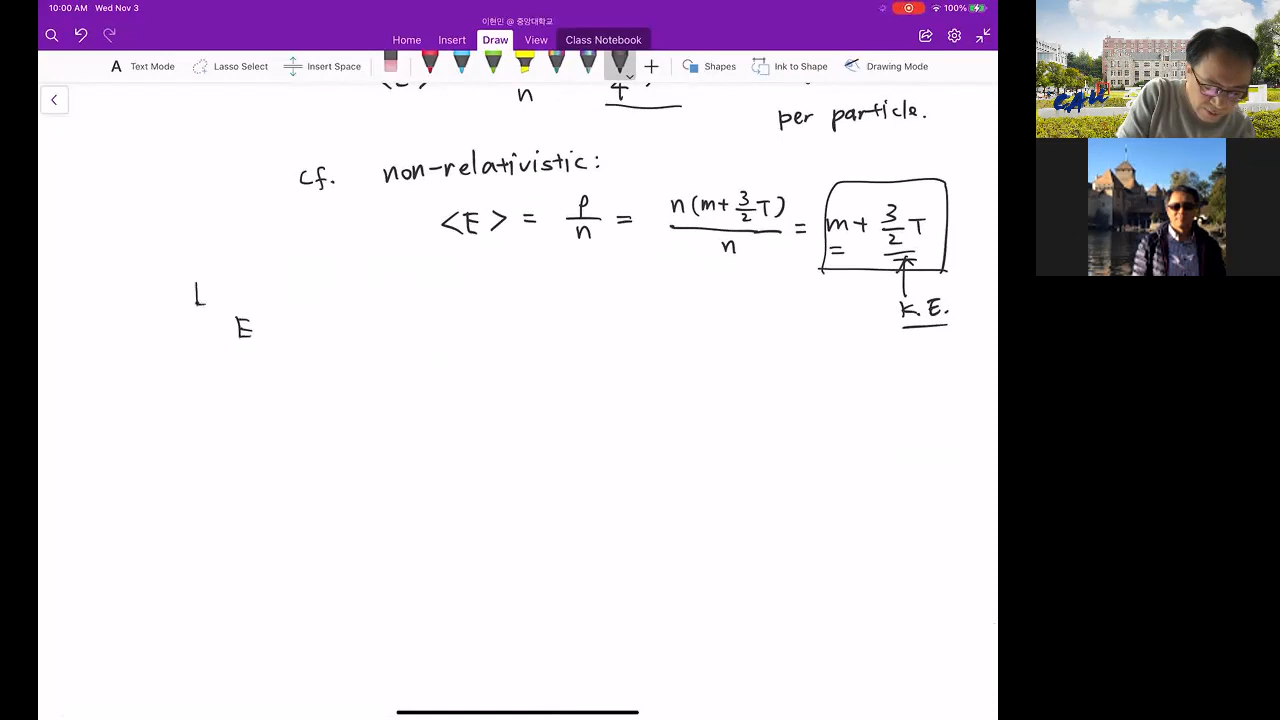 10:00 AM Wed Nov 3
100%
이현민 @ 중앙대학교
Home Insert Draw View Class Notebook
A Text Mode Lasso Select Insert Space Shapes Ink to Shape Drawing Mode
n
per particle.
cf. non-relativistic:
<E> = ρ/n = n(m + 3/2 T)/n = m + 3/2 T
K.E.
E
CAU